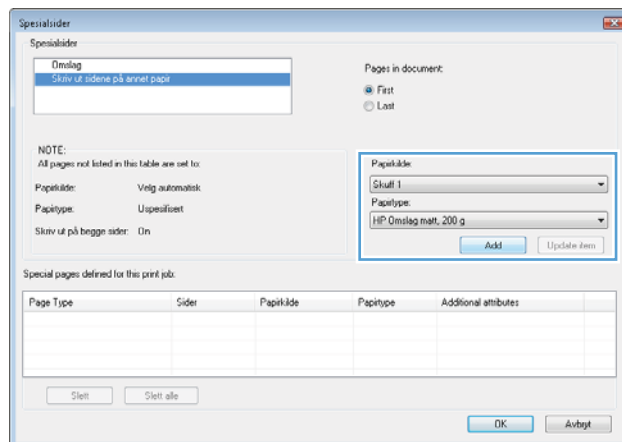 Spesialsider
Spesialsider
Omslag
Skriv ut sidene på annet papir
Pages in document:
First
Last
NOTE:
All pages not listed in this table are set to:
Papirkilde: Velg automatisk
Papirtype: Uspesifisert
Skriv ut på begge sider: On
Papirkilde:
Skuff 1
Papirtype:
HP Omslag matt, 200 g
Add Update item
Special pages defined for this print job:
Page Type Sider Papirkilde Papirtype Additional attributes
Slett Slett alle
OK Avbryt